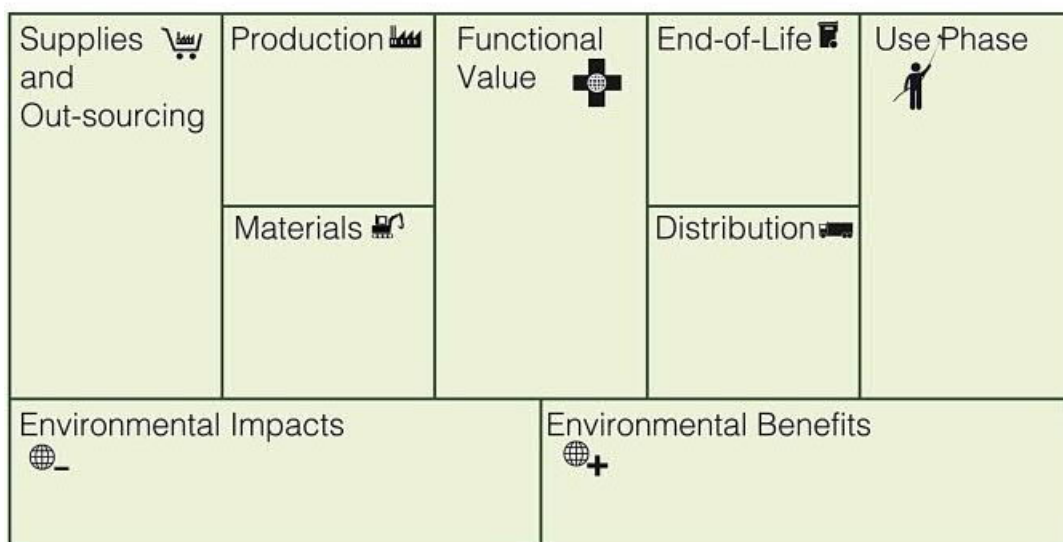 Supplies
and
Out-sourcing
Production
Materials
Functional
Value
End-of-Life
Distribution
Use Phase
Environmental Impacts
Environmental Benefits